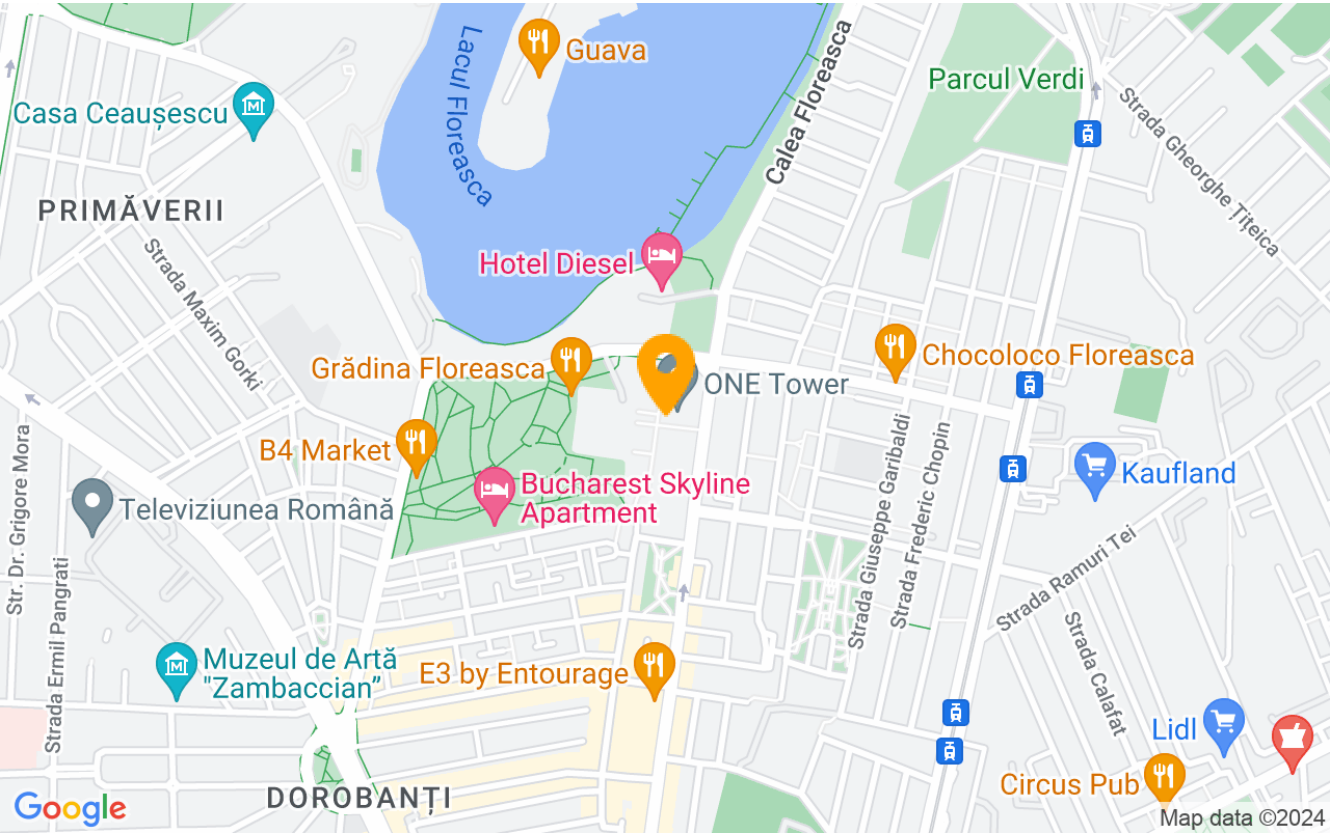 Guava
Lacul Floreasca
Calea Floreasca
Parcul Verdi
Strada Gheorghe Țițeica
Casa Ceaușescu
PRIMĂVERII
Strada Maxim Gorki
Hotel Diesel
Grădina Floreasca
ONE Tower
Chocoloco Floreasca
B4 Market
Bucharest Skyline
Apartment
Kaufland
Televiziunea Română
Str. Dr. Grigore Mora
Strada Ermil Pangrati
Strada Giuseppe Garibaldi
Strada Frederic Chopin
Strada Ramuri Tei
Strada Calafat
Muzeul de Artă
"Zambaccian”
E3 by Entourage
Lidl
Circus Pub
DOROBANȚI
Google
Map data ©2024